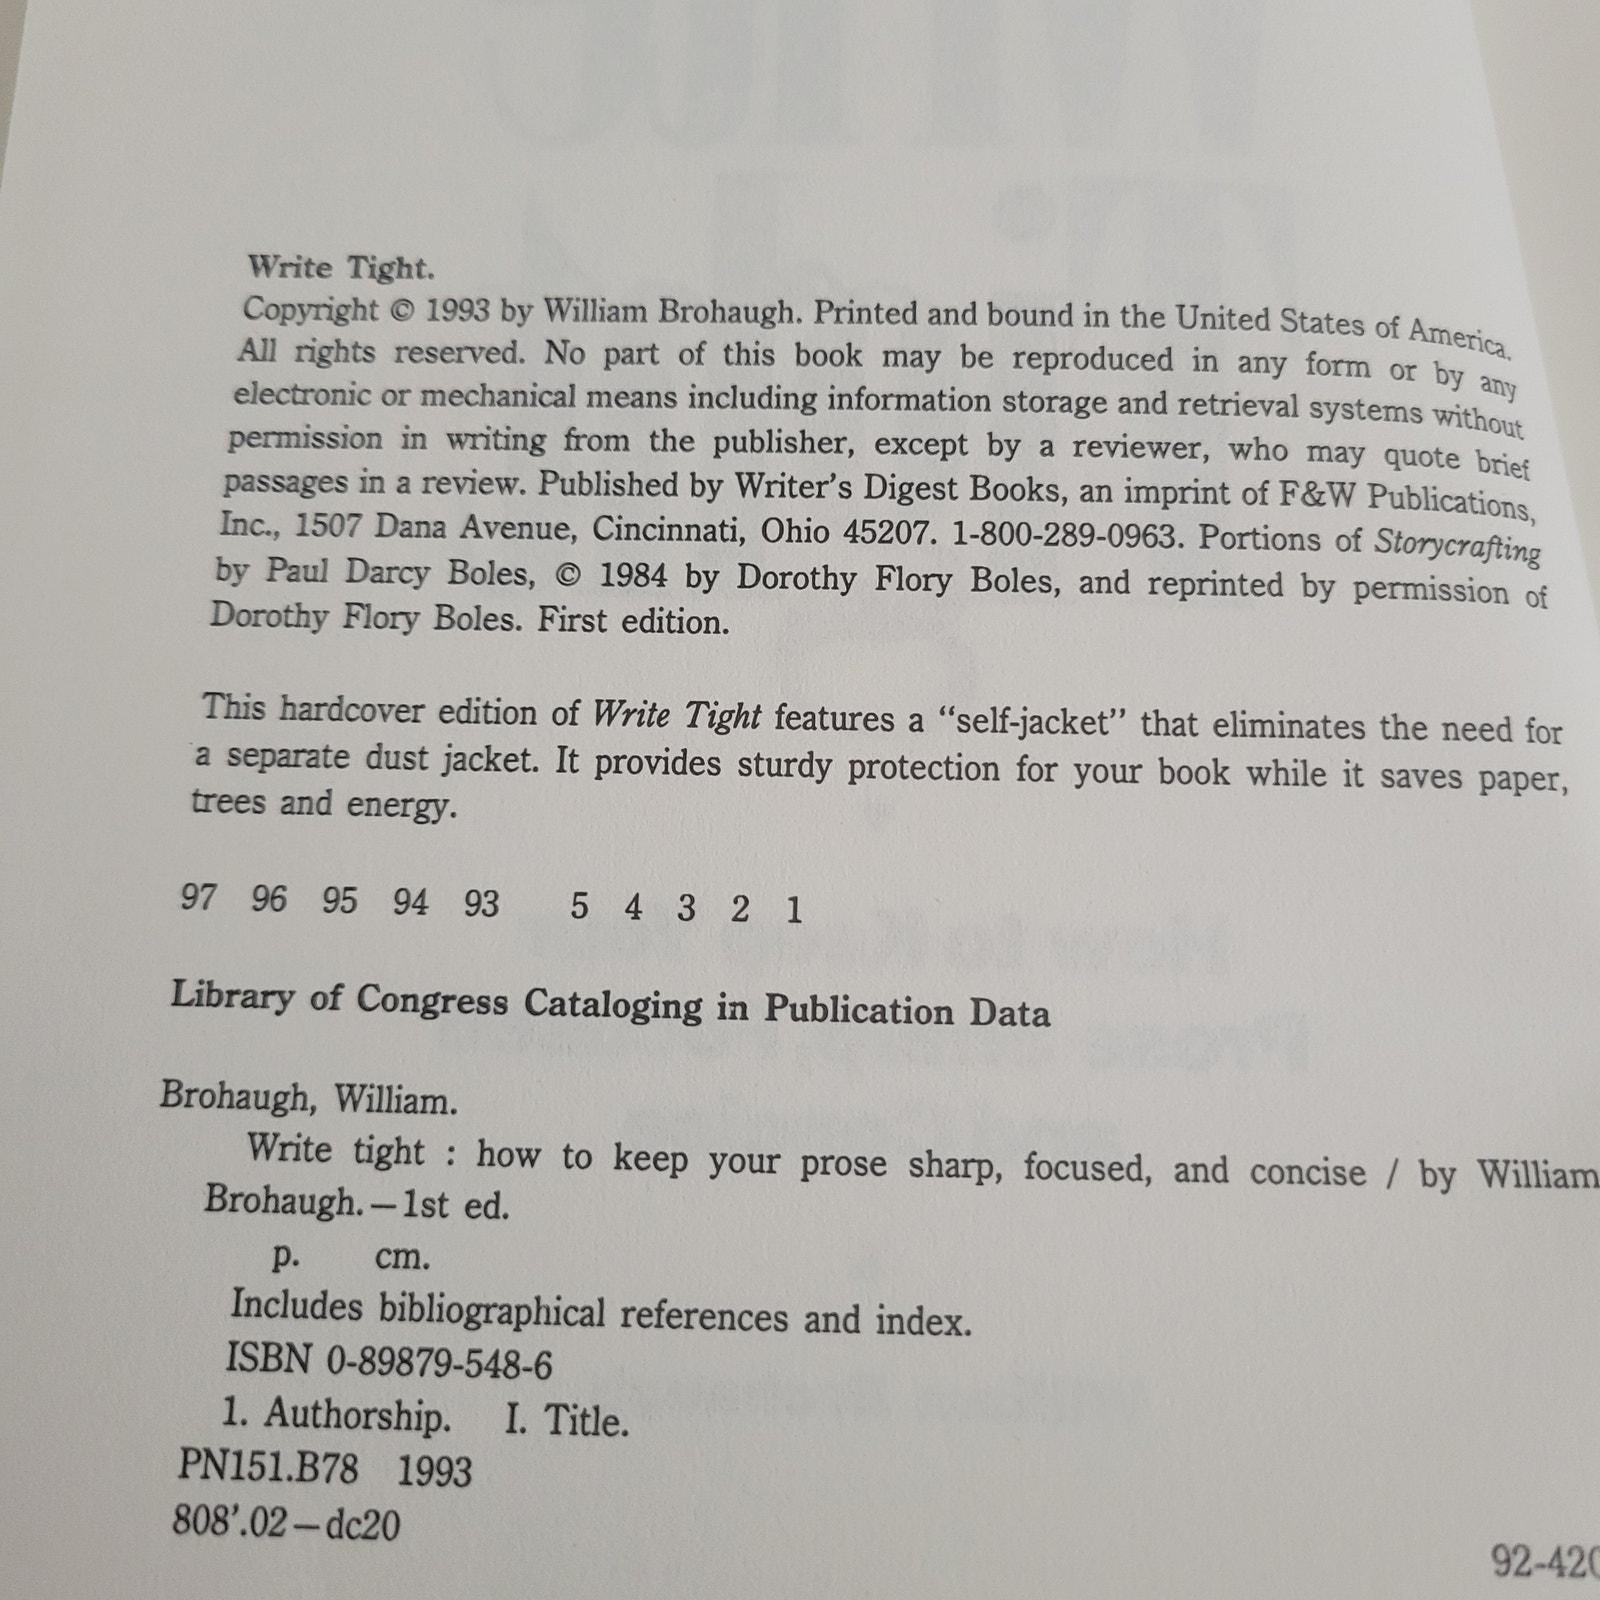 Write Tight.
Copyright © 1993 by William Brohaugh. Printed and bound in the United States of America.
All rights reserved. No part of this book may be reproduced in any form or by any
electronic or mechanical means including information storage and retrieval systems without
permission in writing from the publisher, except by a reviewer, who may quote brief
passages in a review. Published by Writer's Digest Books, an imprint of F&W Publications,
Inc., 1507 Dana Avenue, Cincinnati, Ohio 45207. 1-800-289-0963. Portions of Storycrafting
by Paul Darcy Boles, © 1984 by Dorothy Flory Boles, and reprinted by permission of
Dorothy Flory Boles. First edition.
This hardcover edition of Write Tight features a “self-jacket” that eliminates the need for
a separate dust jacket. It provides sturdy protection for your book while it saves paper,
trees and energy.
97 96 95 94 93 5 4 3 2 1
Library of Congress Cataloging in Publication Data
Brohaugh, William.
Write tight : how to keep your prose sharp, focused, and concise / by William
Brohaugh.—1st ed.
p. cm.
Includes bibliographical references and index.
ISBN 0-89879-548-6
1. Authorship. I. Title.
PN151.B78 1993
808'.02—dc20